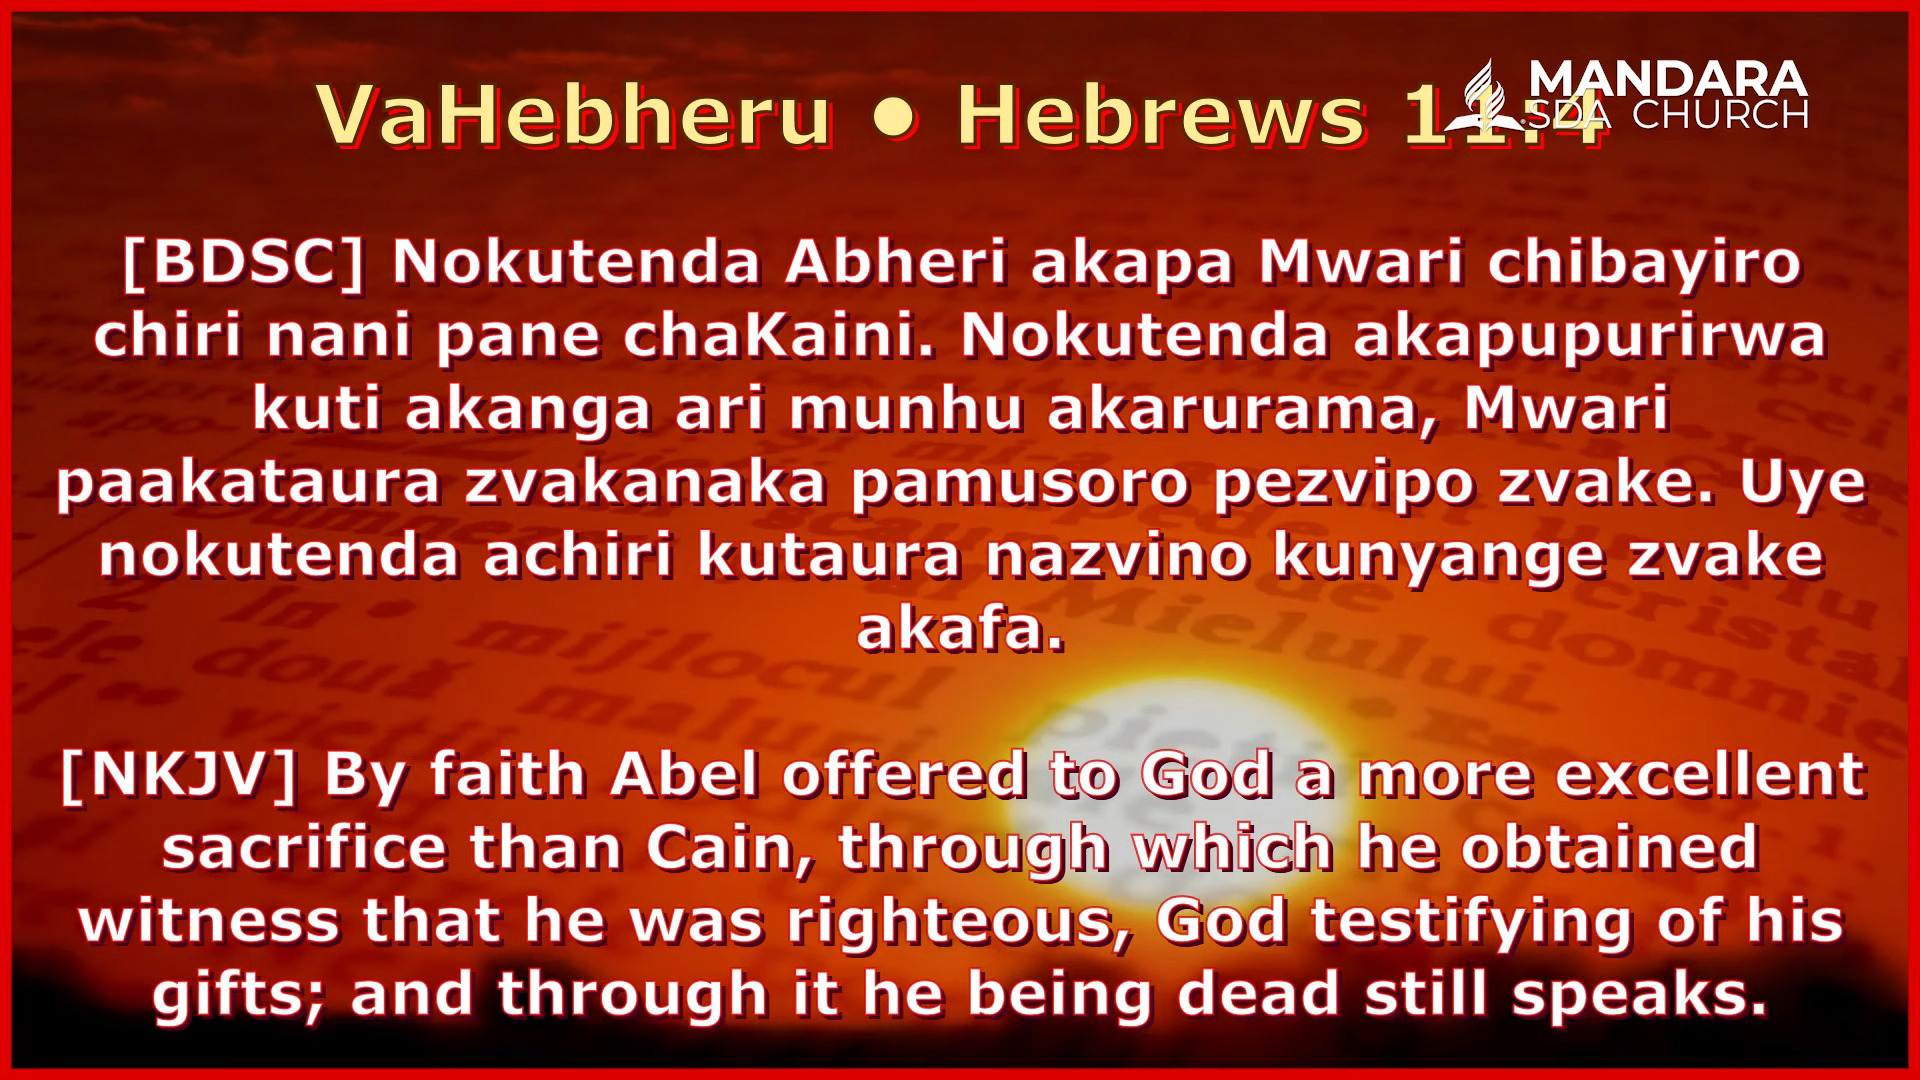 VaHebheru ● Hebrews 11:4
MANDARA
SDA CHURCH
[BDSC] Nokutenda Abheri akapa Mwari chibayiro
chiri nani pane chaKaini. Nokutenda akapupurirwa
kuti akanga ari munhu akarurama, Mwari
paakataura zvakanaka pamusoro pezvipo zvake. Uye
nokutenda achiri kutaura nazvino kunyange zvake
akafa.
[NKJV] By faith Abel offered to God a more excellent
sacrifice than Cain, through which he obtained
witness that he was righteous, God testifying of his
gifts; and through it he being dead still speaks.